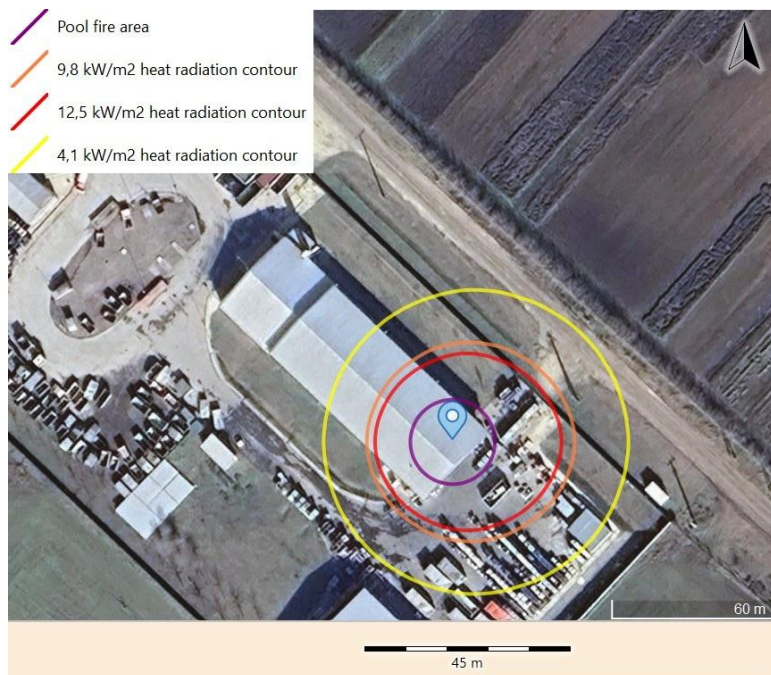 Pool fire area
9,8 kW/m2 heat radiation contour
12,5 kW/m2 heat radiation contour
4,1 kW/m2 heat radiation contour
60 m
45 m